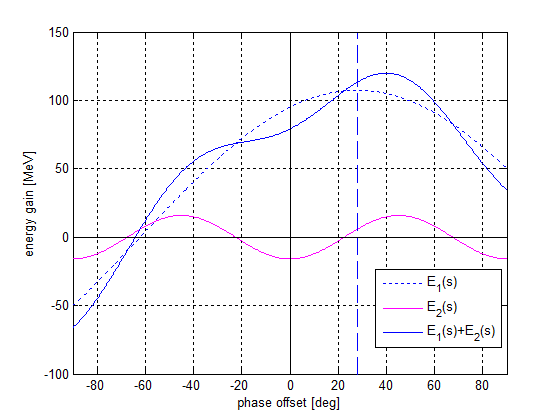 150
100
50
0
-50
-100
energy gain [MeV]
-80 -60 -40 -20 0 20 40 60 80
phase offset [deg]
E₁(s)
E₂(s)
E₁(s)+E₂(s)